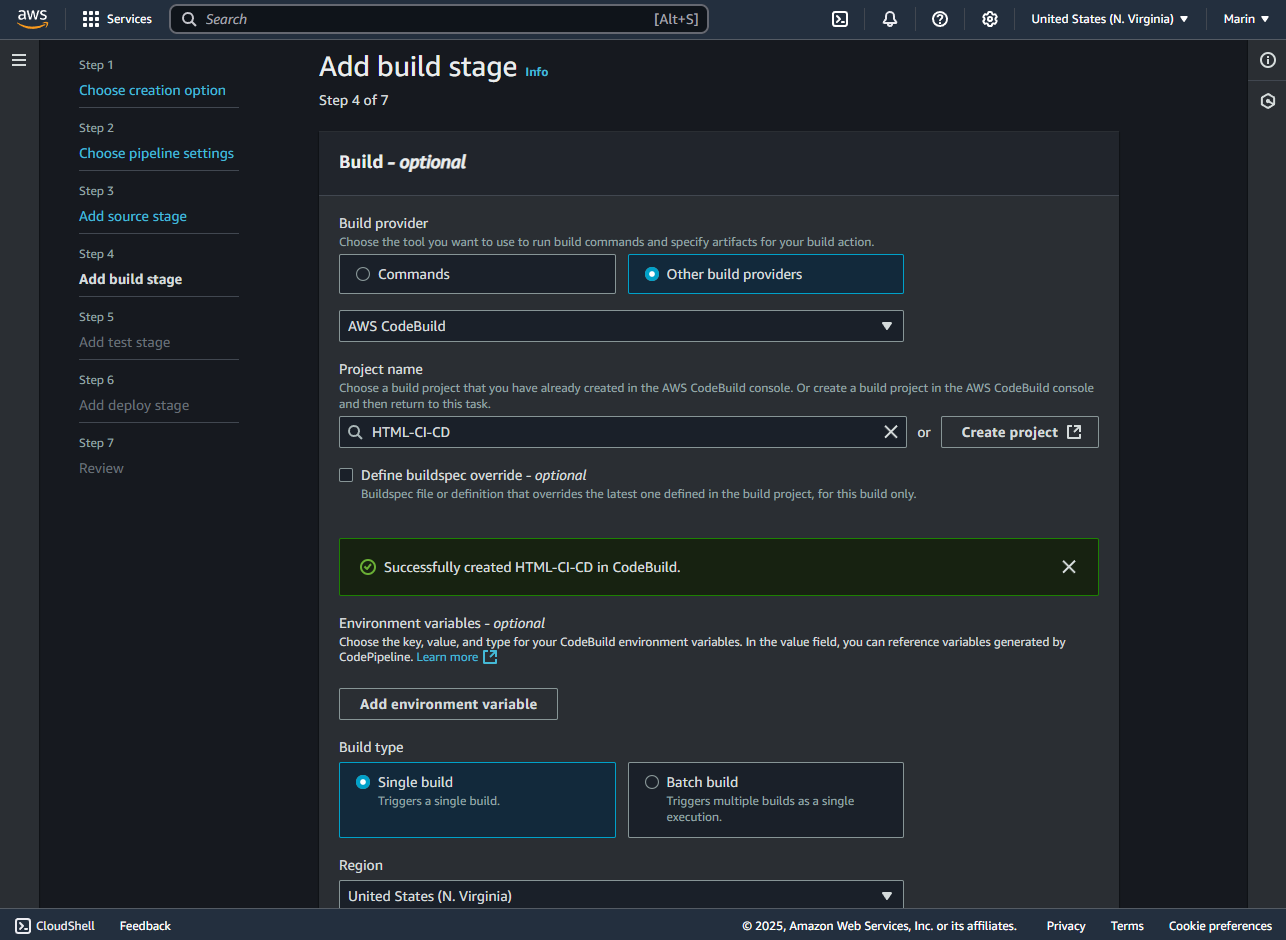 aws
Services
Search
[Alt+S]
United States (N. Virginia)
Marin
Step 1
Choose creation option
Step 2
Choose pipeline settings
Step 3
Add source stage
Step 4
Add build stage
Step 5
Add test stage
Step 6
Add deploy stage
Step 7
Review
Add build stage Info
Step 4 of 7
Build - optional
Build provider
Choose the tool you want to use to run build commands and specify artifacts for your build action.
Commands
Other build providers
AWS CodeBuild
Project name
Choose a build project that you have already created in the AWS CodeBuild console. Or create a build project in the AWS CodeBuild console
and then return to this task.
HTML-CI-CD
or
Create project
Define buildspec override - optional
Buildspec file or definition that overrides the latest one defined in the build project, for this build only.
Successfully created HTML-CI-CD in CodeBuild.
Environment variables - optional
Choose the key, value, and type for your CodeBuild environment variables. In the value field, you can reference variables generated by
CodePipeline. Learn more
Add environment variable
Build type
Single build
Triggers a single build.
Batch build
Triggers multiple builds as a single
execution.
Region
United States (N. Virginia)
CloudShell
Feedback
© 2025, Amazon Web Services, Inc. or its affiliates.
Privacy
Terms
Cookie preferences